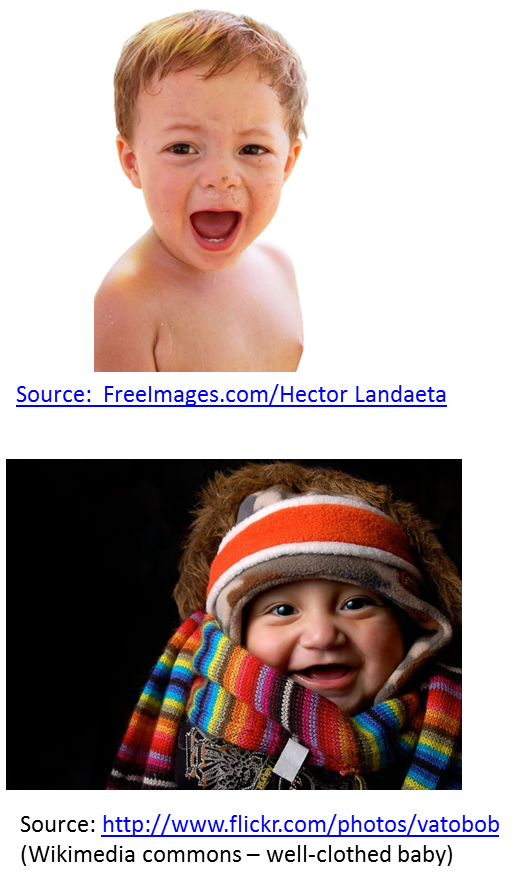 Source:  FreeImages.com/Hector Landaeta
Source: http://www.flickr.com/photos/vatobob
(Wikimedia commons – well-clothed baby)